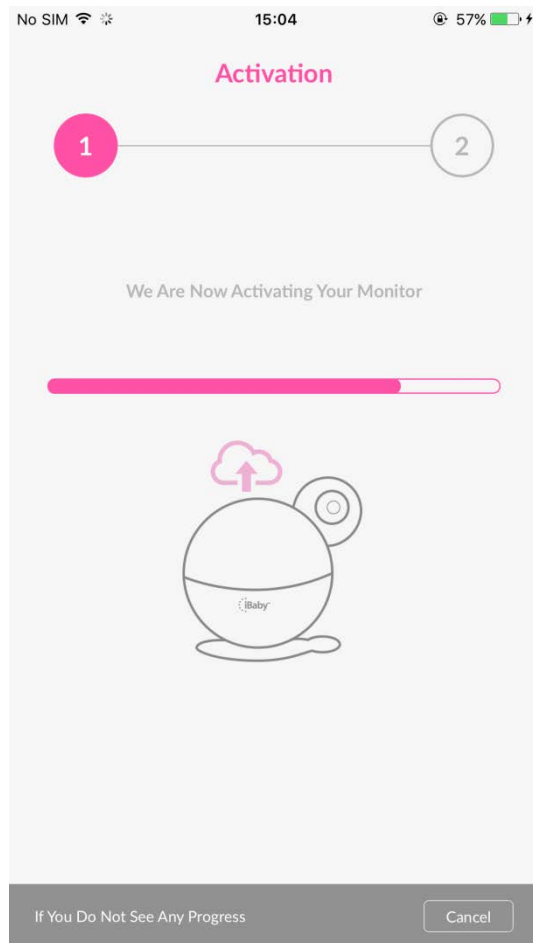 No SIM 15:04 57%
Activation
1 2
We Are Now Activating Your Monitor
iBaby
If You Do Not See Any Progress Cancel